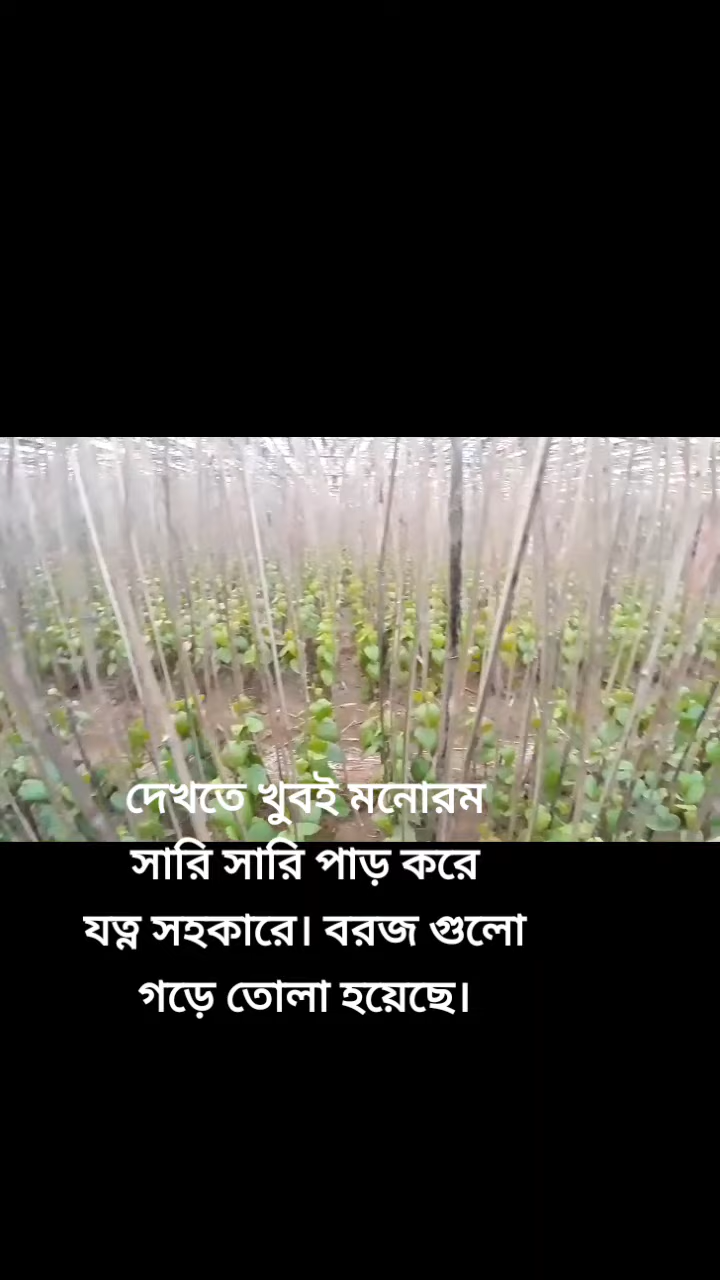 দেখতে খুবই মনোরম
সারি সারি পাড় করে
যত্ন সহকারে। বরজ গুলো
গড়ে তোলা হয়েছে।